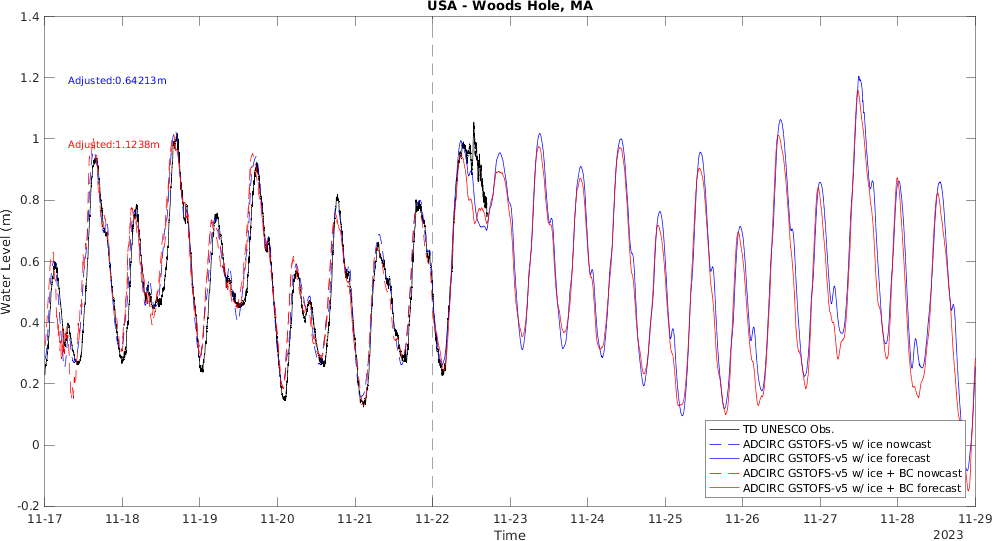 USA - Woods Hole, MA
1.4
1.2
1
0.8
0.6
0.4
0.2
0
-0.2
Water Level (m)
Adjusted:0.64213m
Adjusted:1.1238m
TD UNESCO Obs.
ADCIRC GSTOFS-v5 w/ ice nowcast
ADCIRC GSTOFS-v5 w/ ice forecast
ADCIRC GSTOFS-v5 w/ ice + BC nowcast
ADCIRC GSTOFS-v5 w/ ice + BC forecast
11-17 11-18 11-19 11-20 11-21 11-22 11-23 11-24 11-25 11-26 11-27 11-28 11-29
Time
2023